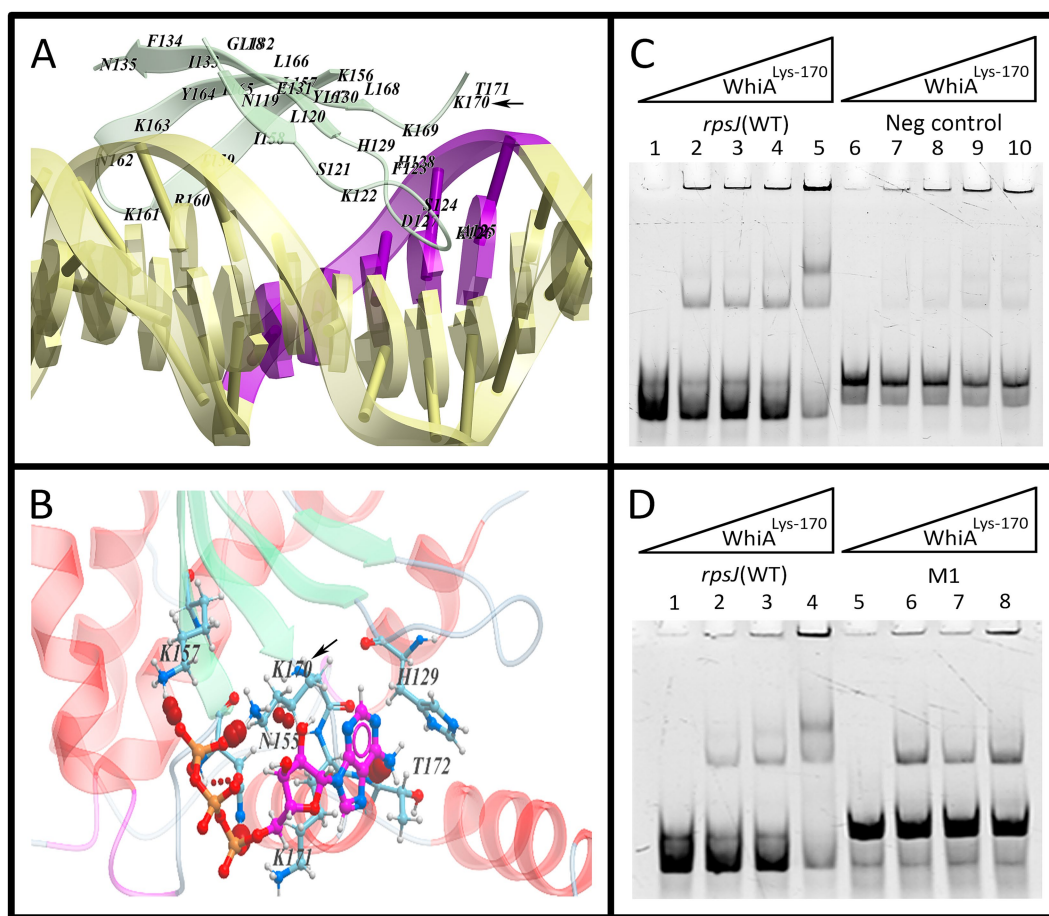 A
F134
N135
I133
L166
K156
Y164
E131
N119
L168
T171
K170
L120
K169
K163
H129
I158
N162
S121
H128
K122
R160
S124
K161
B
K157
K170
H129
N155
T172
K171
C
WhiA Lys-170
WhiA Lys-170
rpsJ(WT)
Neg control
1 2 3 4 5 6 7 8 9 10
D
WhiA Lys-170
WhiA Lys-170
rpsJ(WT)
M1
1 2 3 4 5 6 7 8